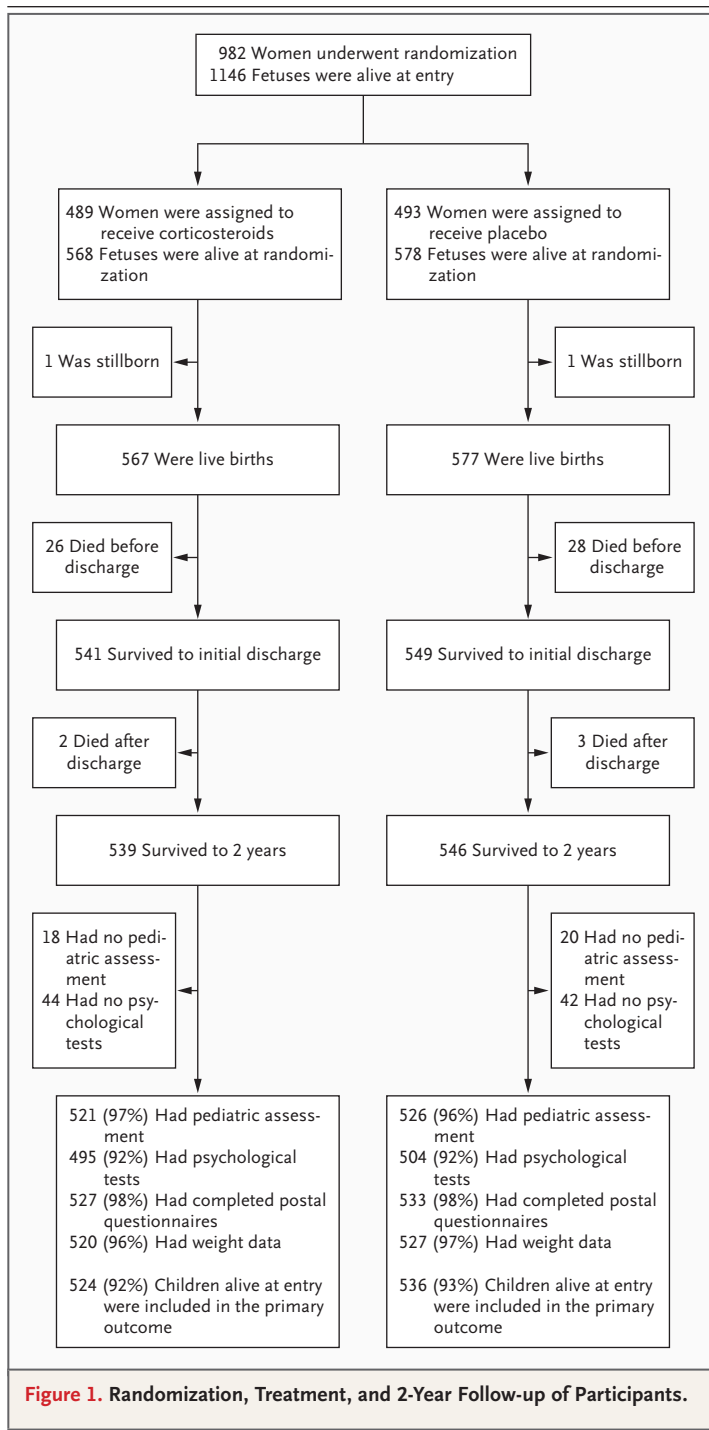 982 Women underwent randomization
1146 Fetuses were alive at entry
489 Women were assigned to
receive corticosteroids
568 Fetuses were alive at randomi-
zation
493 Women were assigned to
receive placebo
578 Fetuses were alive at randomi-
zation
1 Was stillborn
1 Was stillborn
567 Were live births
577 Were live births
26 Died before
discharge
28 Died before
discharge
541 Survived to initial discharge
549 Survived to initial discharge
2 Died after
discharge
3 Died after
discharge
539 Survived to 2 years
546 Survived to 2 years
18 Had no pedi-
atric assess-
ment
44 Had no psy-
chological
tests
20 Had no pedi-
atric assess-
ment
42 Had no psy-
chological
tests
521 (97%) Had pediatric assess-
ment
495 (92%) Had psychological
tests
527 (98%) Had completed postal
questionnaires
520 (96%) Had weight data
524 (92%) Children alive at entry
were included in the primary
outcome
526 (96%) Had pediatric assess-
ment
504 (92%) Had psychological
tests
533 (98%) Had completed postal
questionnaires
527 (97%) Had weight data
536 (93%) Children alive at entry
were included in the primary
outcome
Figure 1. Randomization, Treatment, and 2-Year Follow-up of Participants.